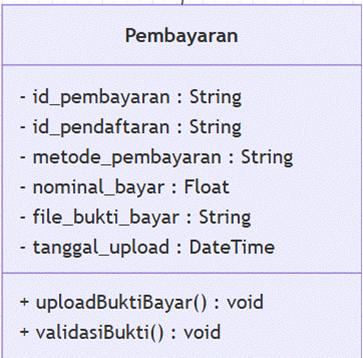 Pembayaran
- id_pembayaran : String
- id_pendaftaran : String
- metode_pembayaran : String
- nominal_bayar : Float
- file_bukti_bayar : String
- tanggal_upload : DateTime
+ uploadBuktiBayar() : void
+ validasiBukti() : void